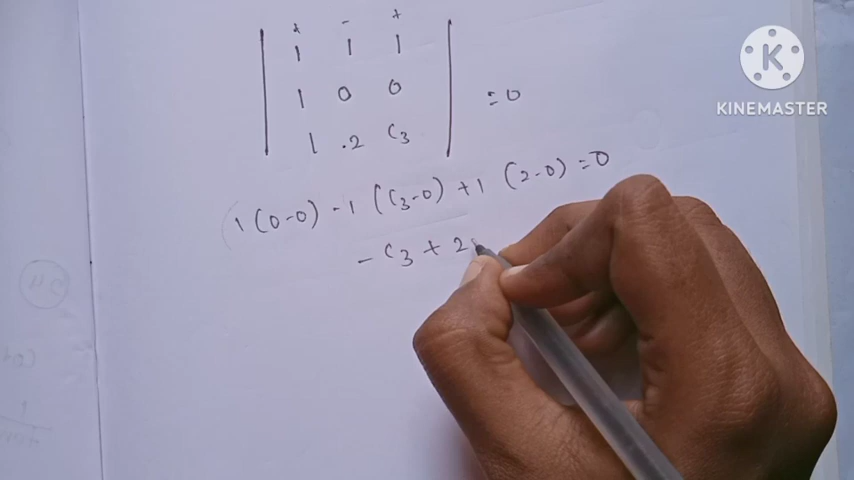 + - +
1 1 1
1 0 0 = 0
1 .2 C3
1 (0-0) -1 (C3-0) +1 (2-0) = 0
- C3 + 2
K
KINEMASTER